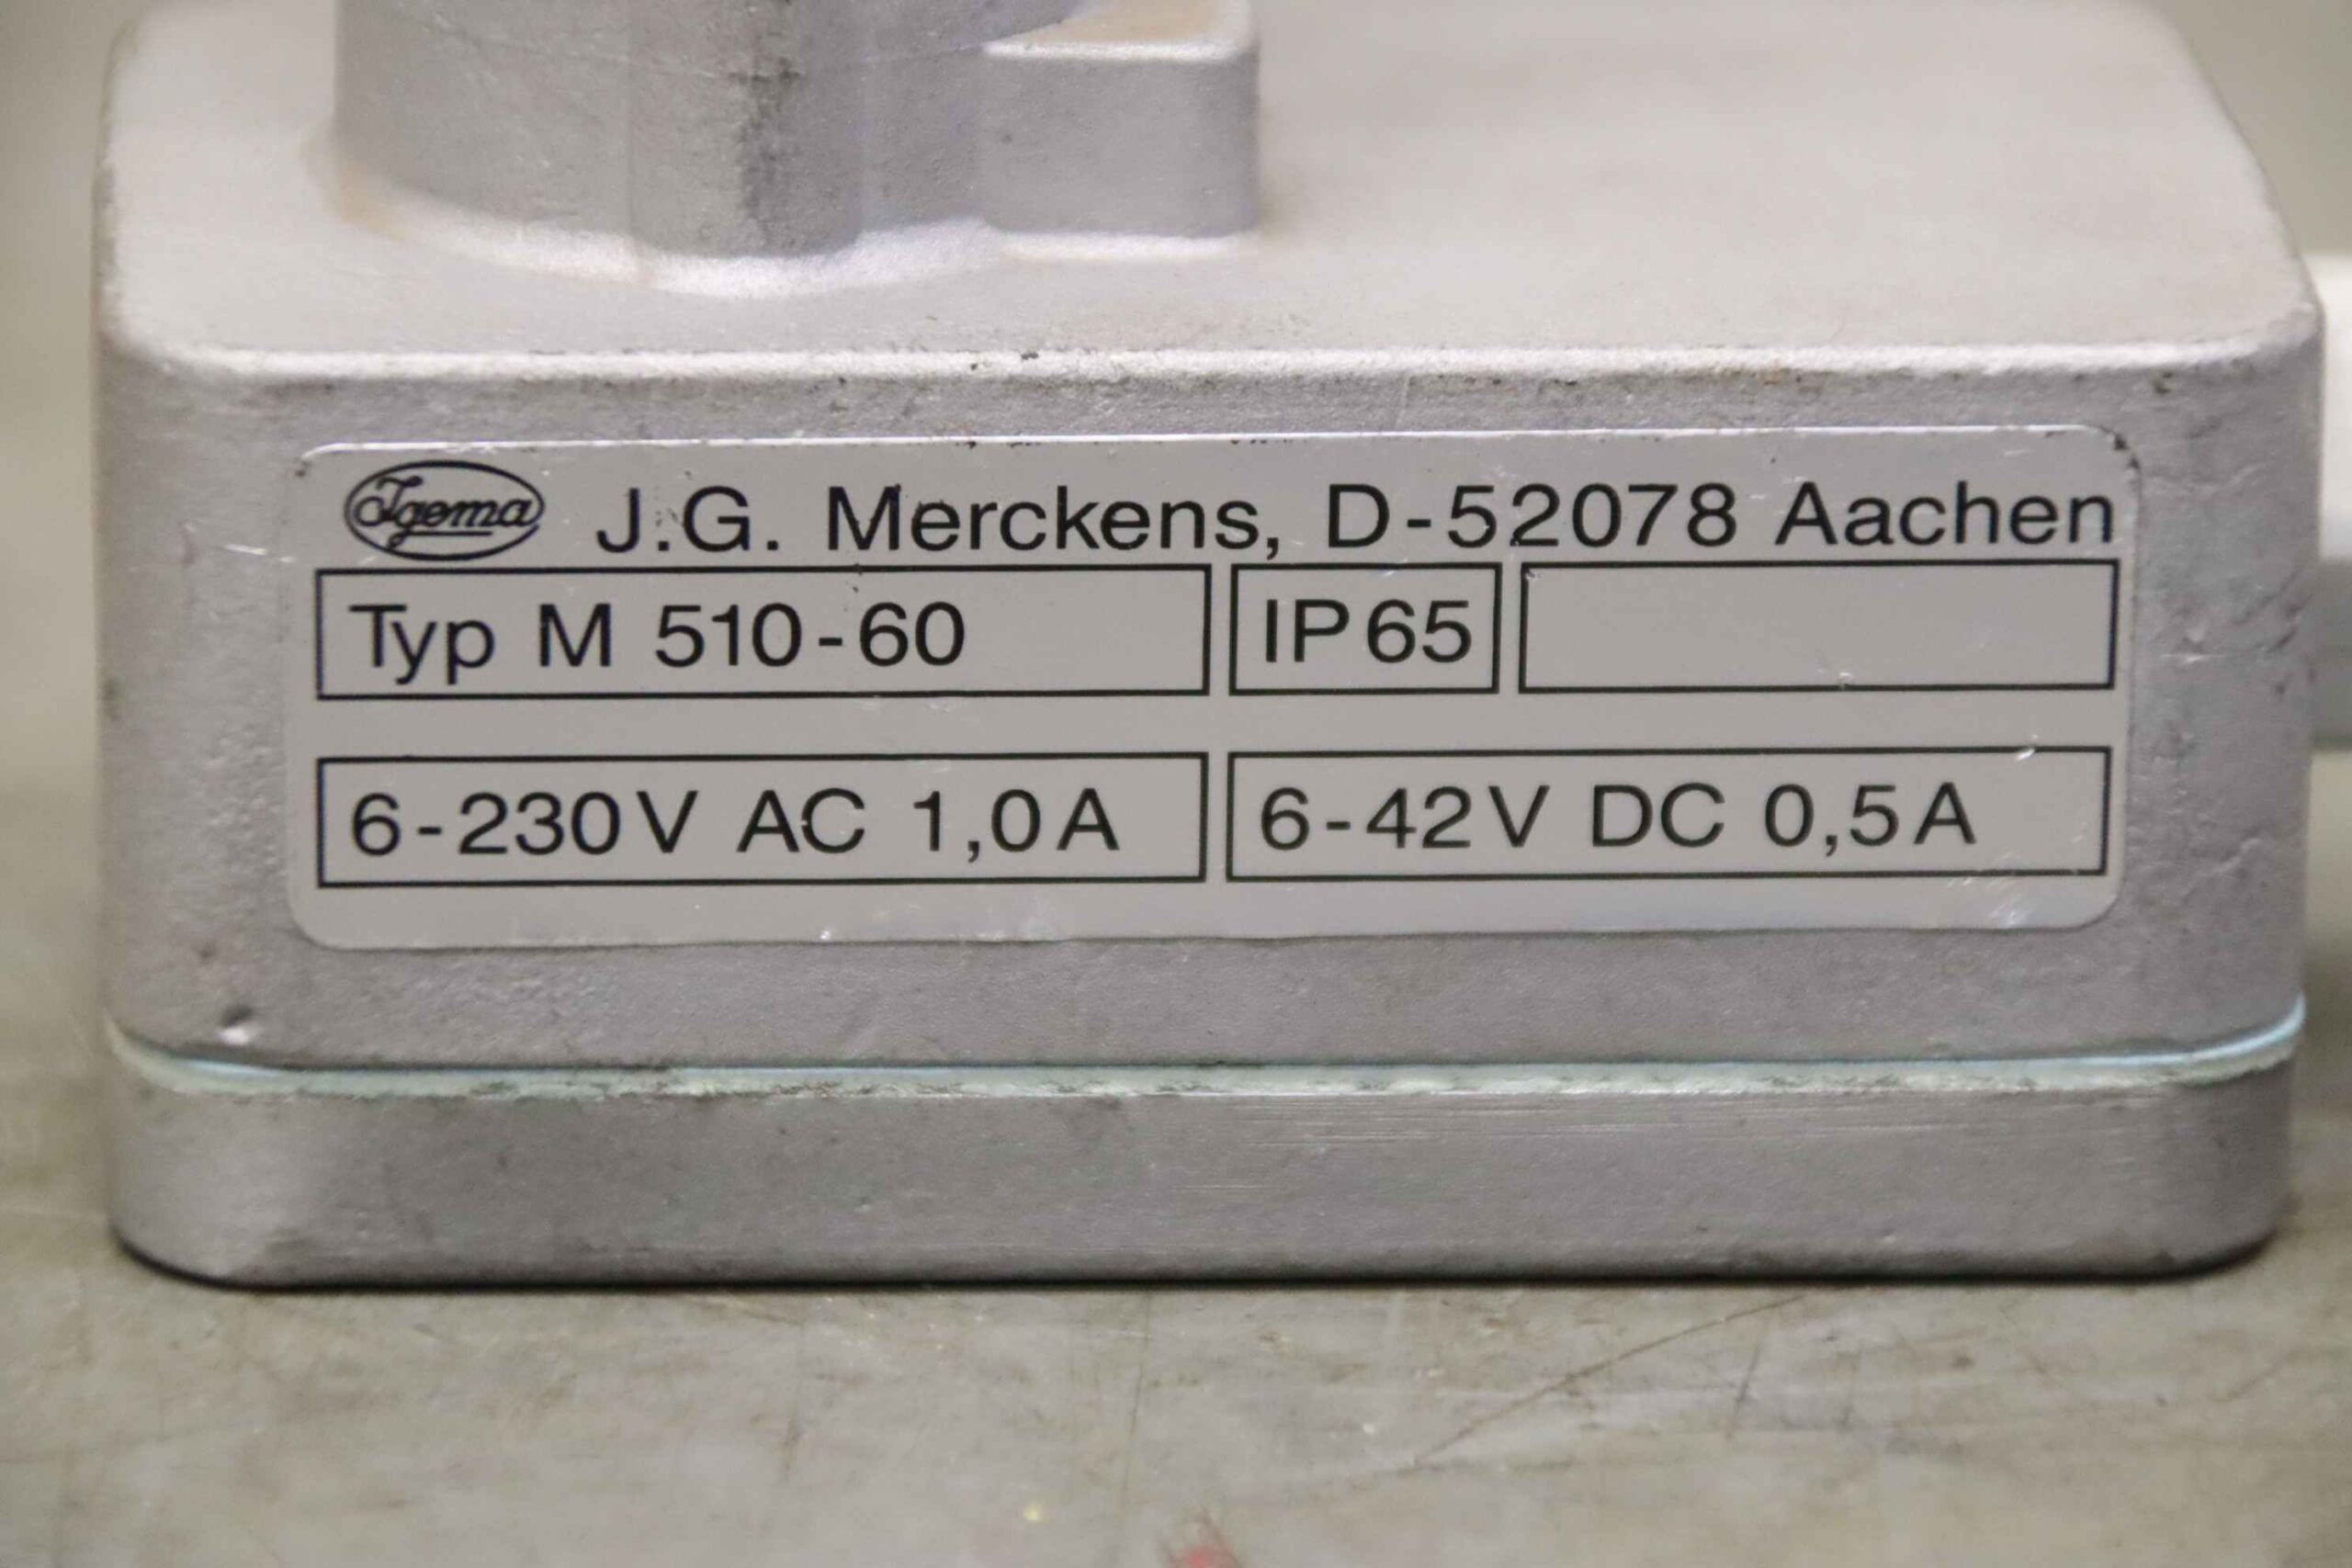 Igema J.G. Merckens, D-52078 Aachen
Typ M 510-60 IP65
6-230V AC 1,0A 6-42V DC 0,5A